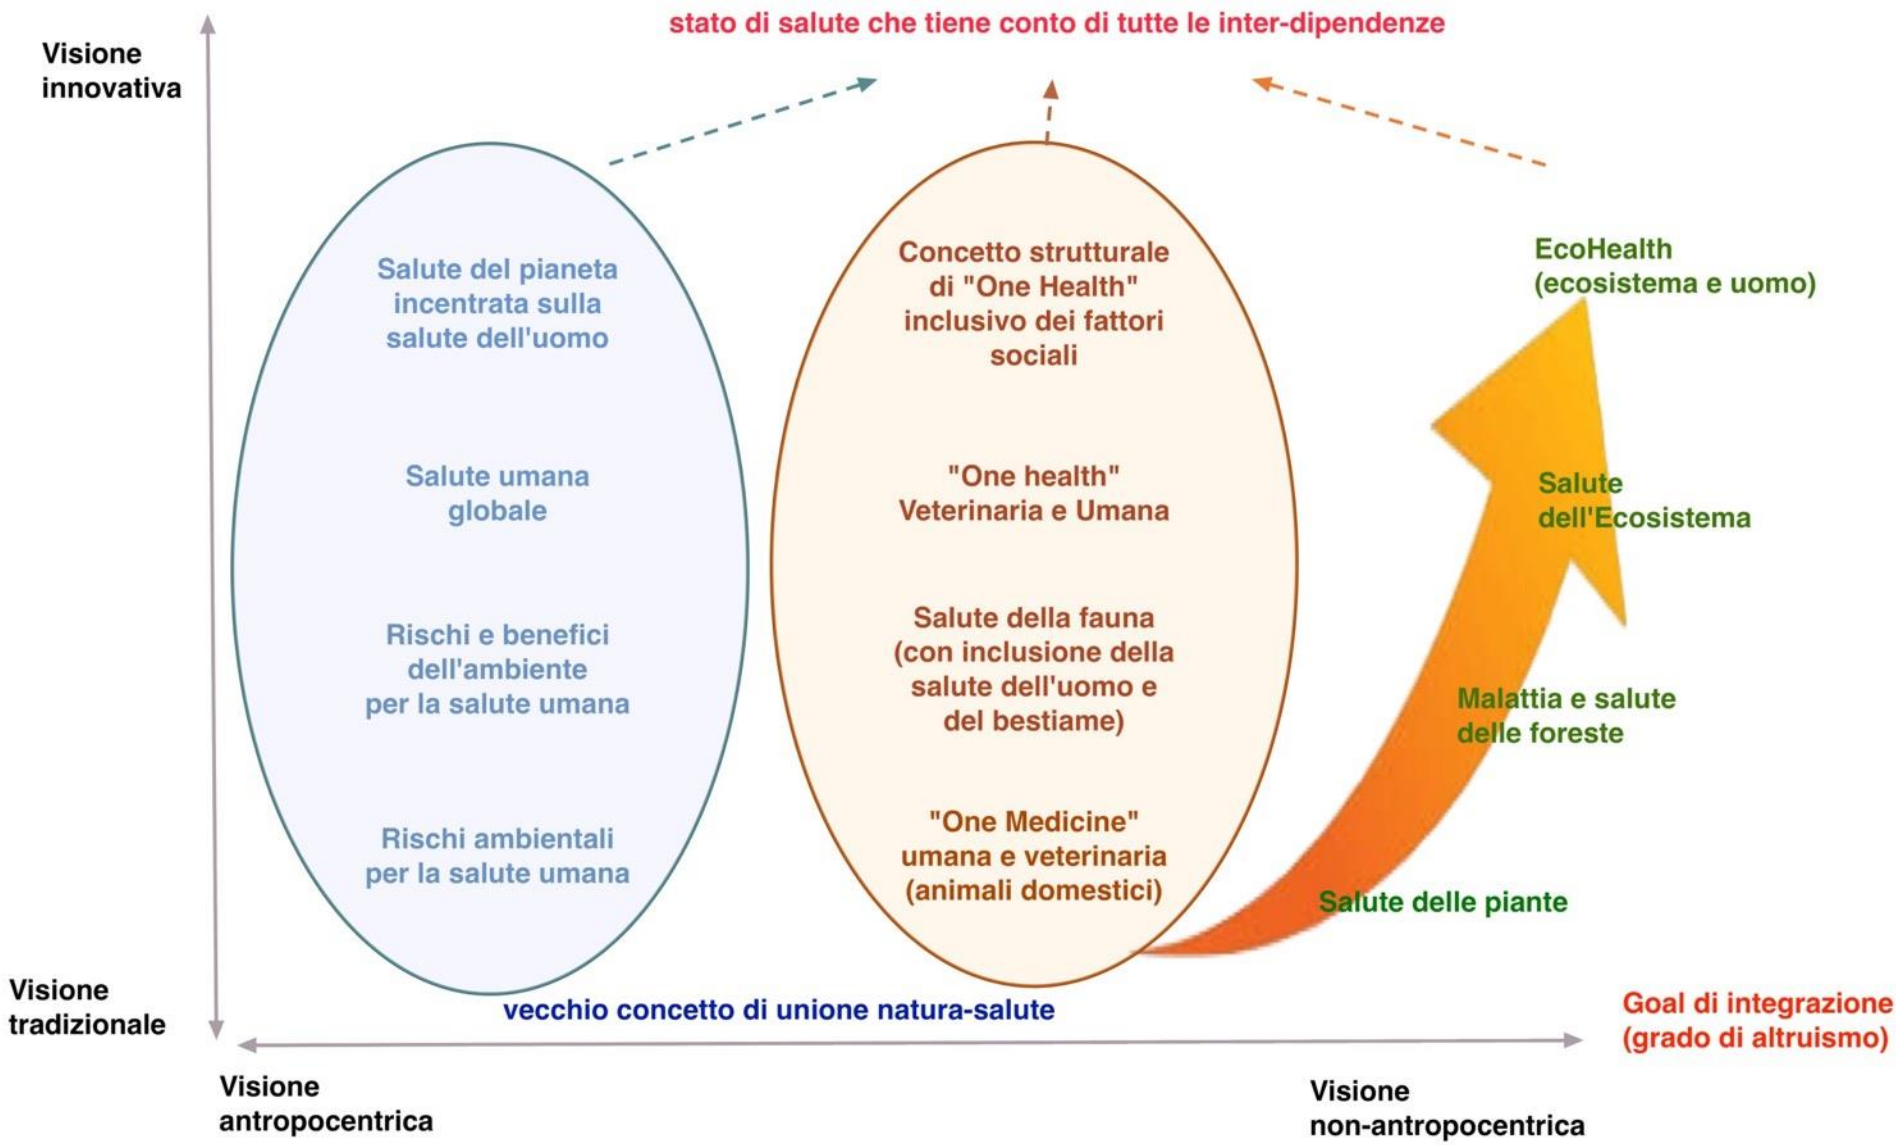 stato di salute che tiene conto di tutte le inter-dipendenze
Visione
innovativa
Salute del pianeta
incentrata sulla
salute dell'uomo
Salute umana
globale
Rischi e benefici
dell'ambiente
per la salute umana
Rischi ambientali
per la salute umana
Concetto strutturale
di "One Health"
inclusivo dei fattori
sociali
"One health"
Veterinaria e Umana
Salute della fauna
(con inclusione della
salute dell'uomo e
del bestiame)
"One Medicine"
umana e veterinaria
(animali domestici)
EcoHealth
(ecosistema e uomo)
Salute
dell'Ecosistema
Malattia e salute
delle foreste
Salute delle piante
Visione
tradizionale
vecchio concetto di unione natura-salute
Goal di integrazione
(grado di altruismo)
Visione
antropocentrica
Visione
non-antropocentrica